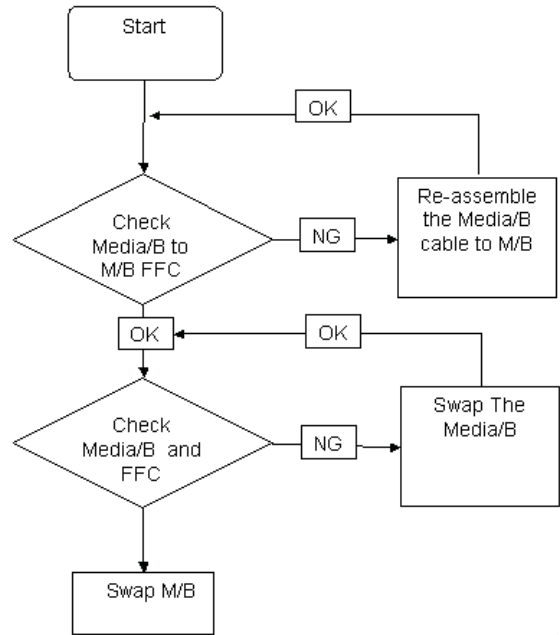 Start
OK
Check
Media/B to
M/B FFC
NG
Re-assemble
the Media/B
cable to M/B
OK
OK
Check
Media/B and
FFC
NG
Swap The
Media/B
Swap M/B